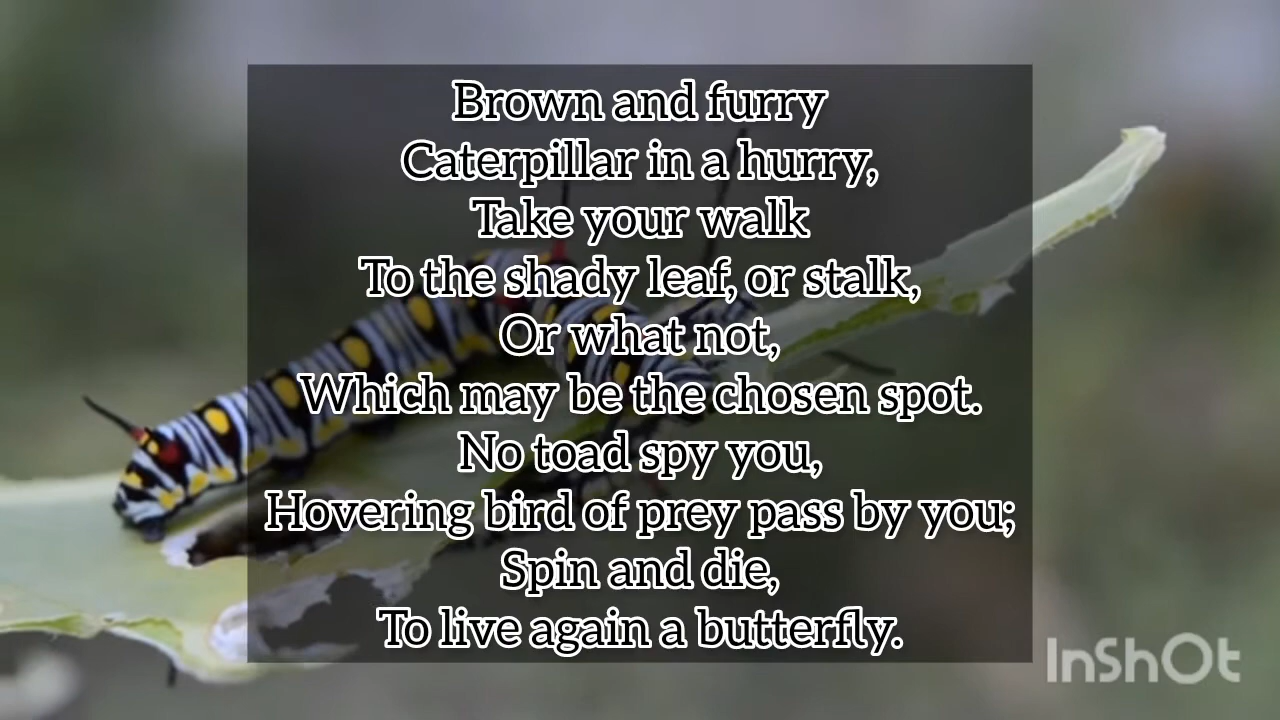 Brown and furry
Caterpillar in a hurry,
Take your walk
To the shady leaf, or stalk,
Or what not,
Which may be the chosen spot.
No toad spy you,
Hovering bird of prey pass by you;
Spin and die,
To live again a butterfly.
InShOt